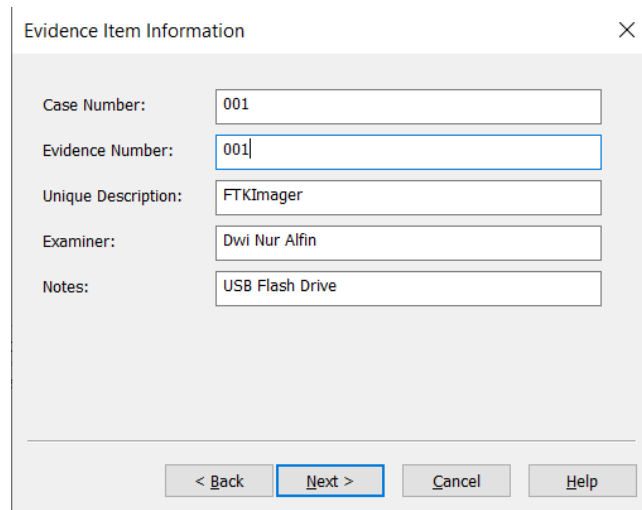 Evidence Item Information
Case Number: 001
Evidence Number: 001
Unique Description: FTKImager
Examiner: Dwi Nur Alfin
Notes: USB Flash Drive
< Back Next > Cancel Help